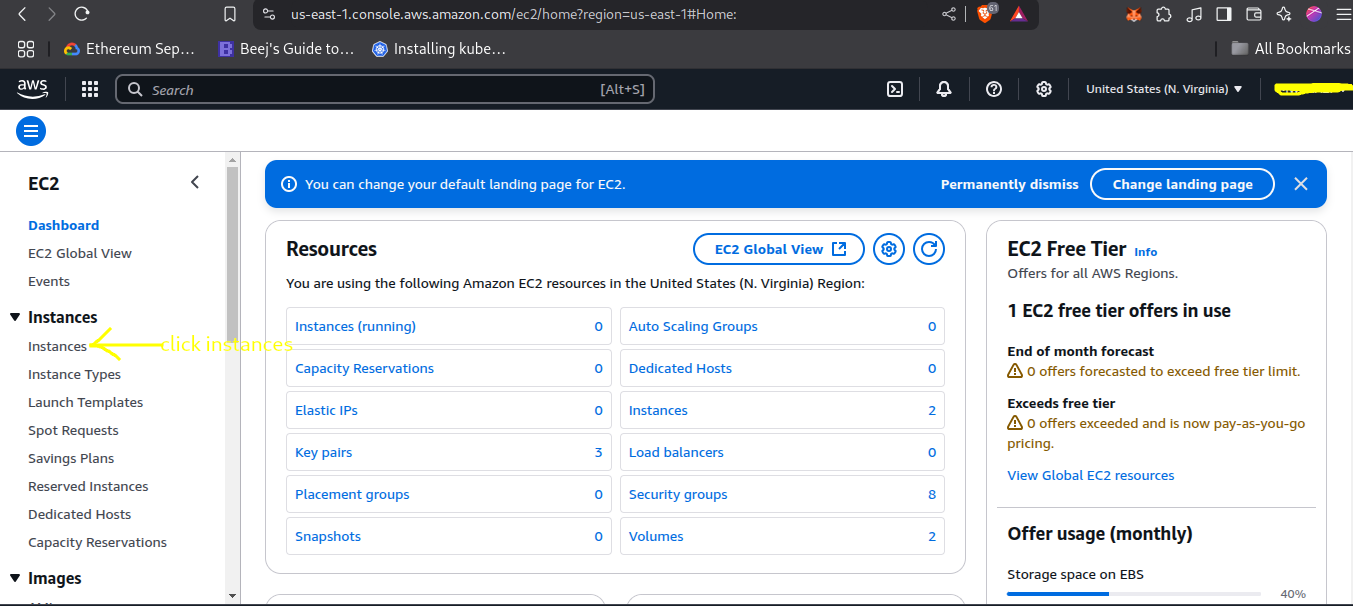 us-east-1.console.aws.amazon.com/ec2/home?region=us-east-1#Home:
61
Ethereum Sep...
Beej's Guide to...
Installing kube...
All Bookmarks
aws
Search
[Alt+S]
United States (N. Virginia)
EC2
Dashboard
EC2 Global View
Events
Instances
Instances
click instances
Instance Types
Launch Templates
Spot Requests
Savings Plans
Reserved Instances
Dedicated Hosts
Capacity Reservations
Images
You can change your default landing page for EC2.
Permanently dismiss
Change landing page
Resources
EC2 Global View
You are using the following Amazon EC2 resources in the United States (N. Virginia) Region:
Instances (running) 0
Auto Scaling Groups 0
Capacity Reservations 0
Dedicated Hosts 0
Elastic IPs 0
Instances 2
Key pairs 3
Load balancers 0
Placement groups 0
Security groups 8
Snapshots 0
Volumes 2
EC2 Free Tier Info
Offers for all AWS Regions.
1 EC2 free tier offers in use
End of month forecast
0 offers forecasted to exceed free tier limit.
Exceeds free tier
0 offers exceeded and is now pay-as-you-go
pricing.
View Global EC2 resources
Offer usage (monthly)
Storage space on EBS
40%